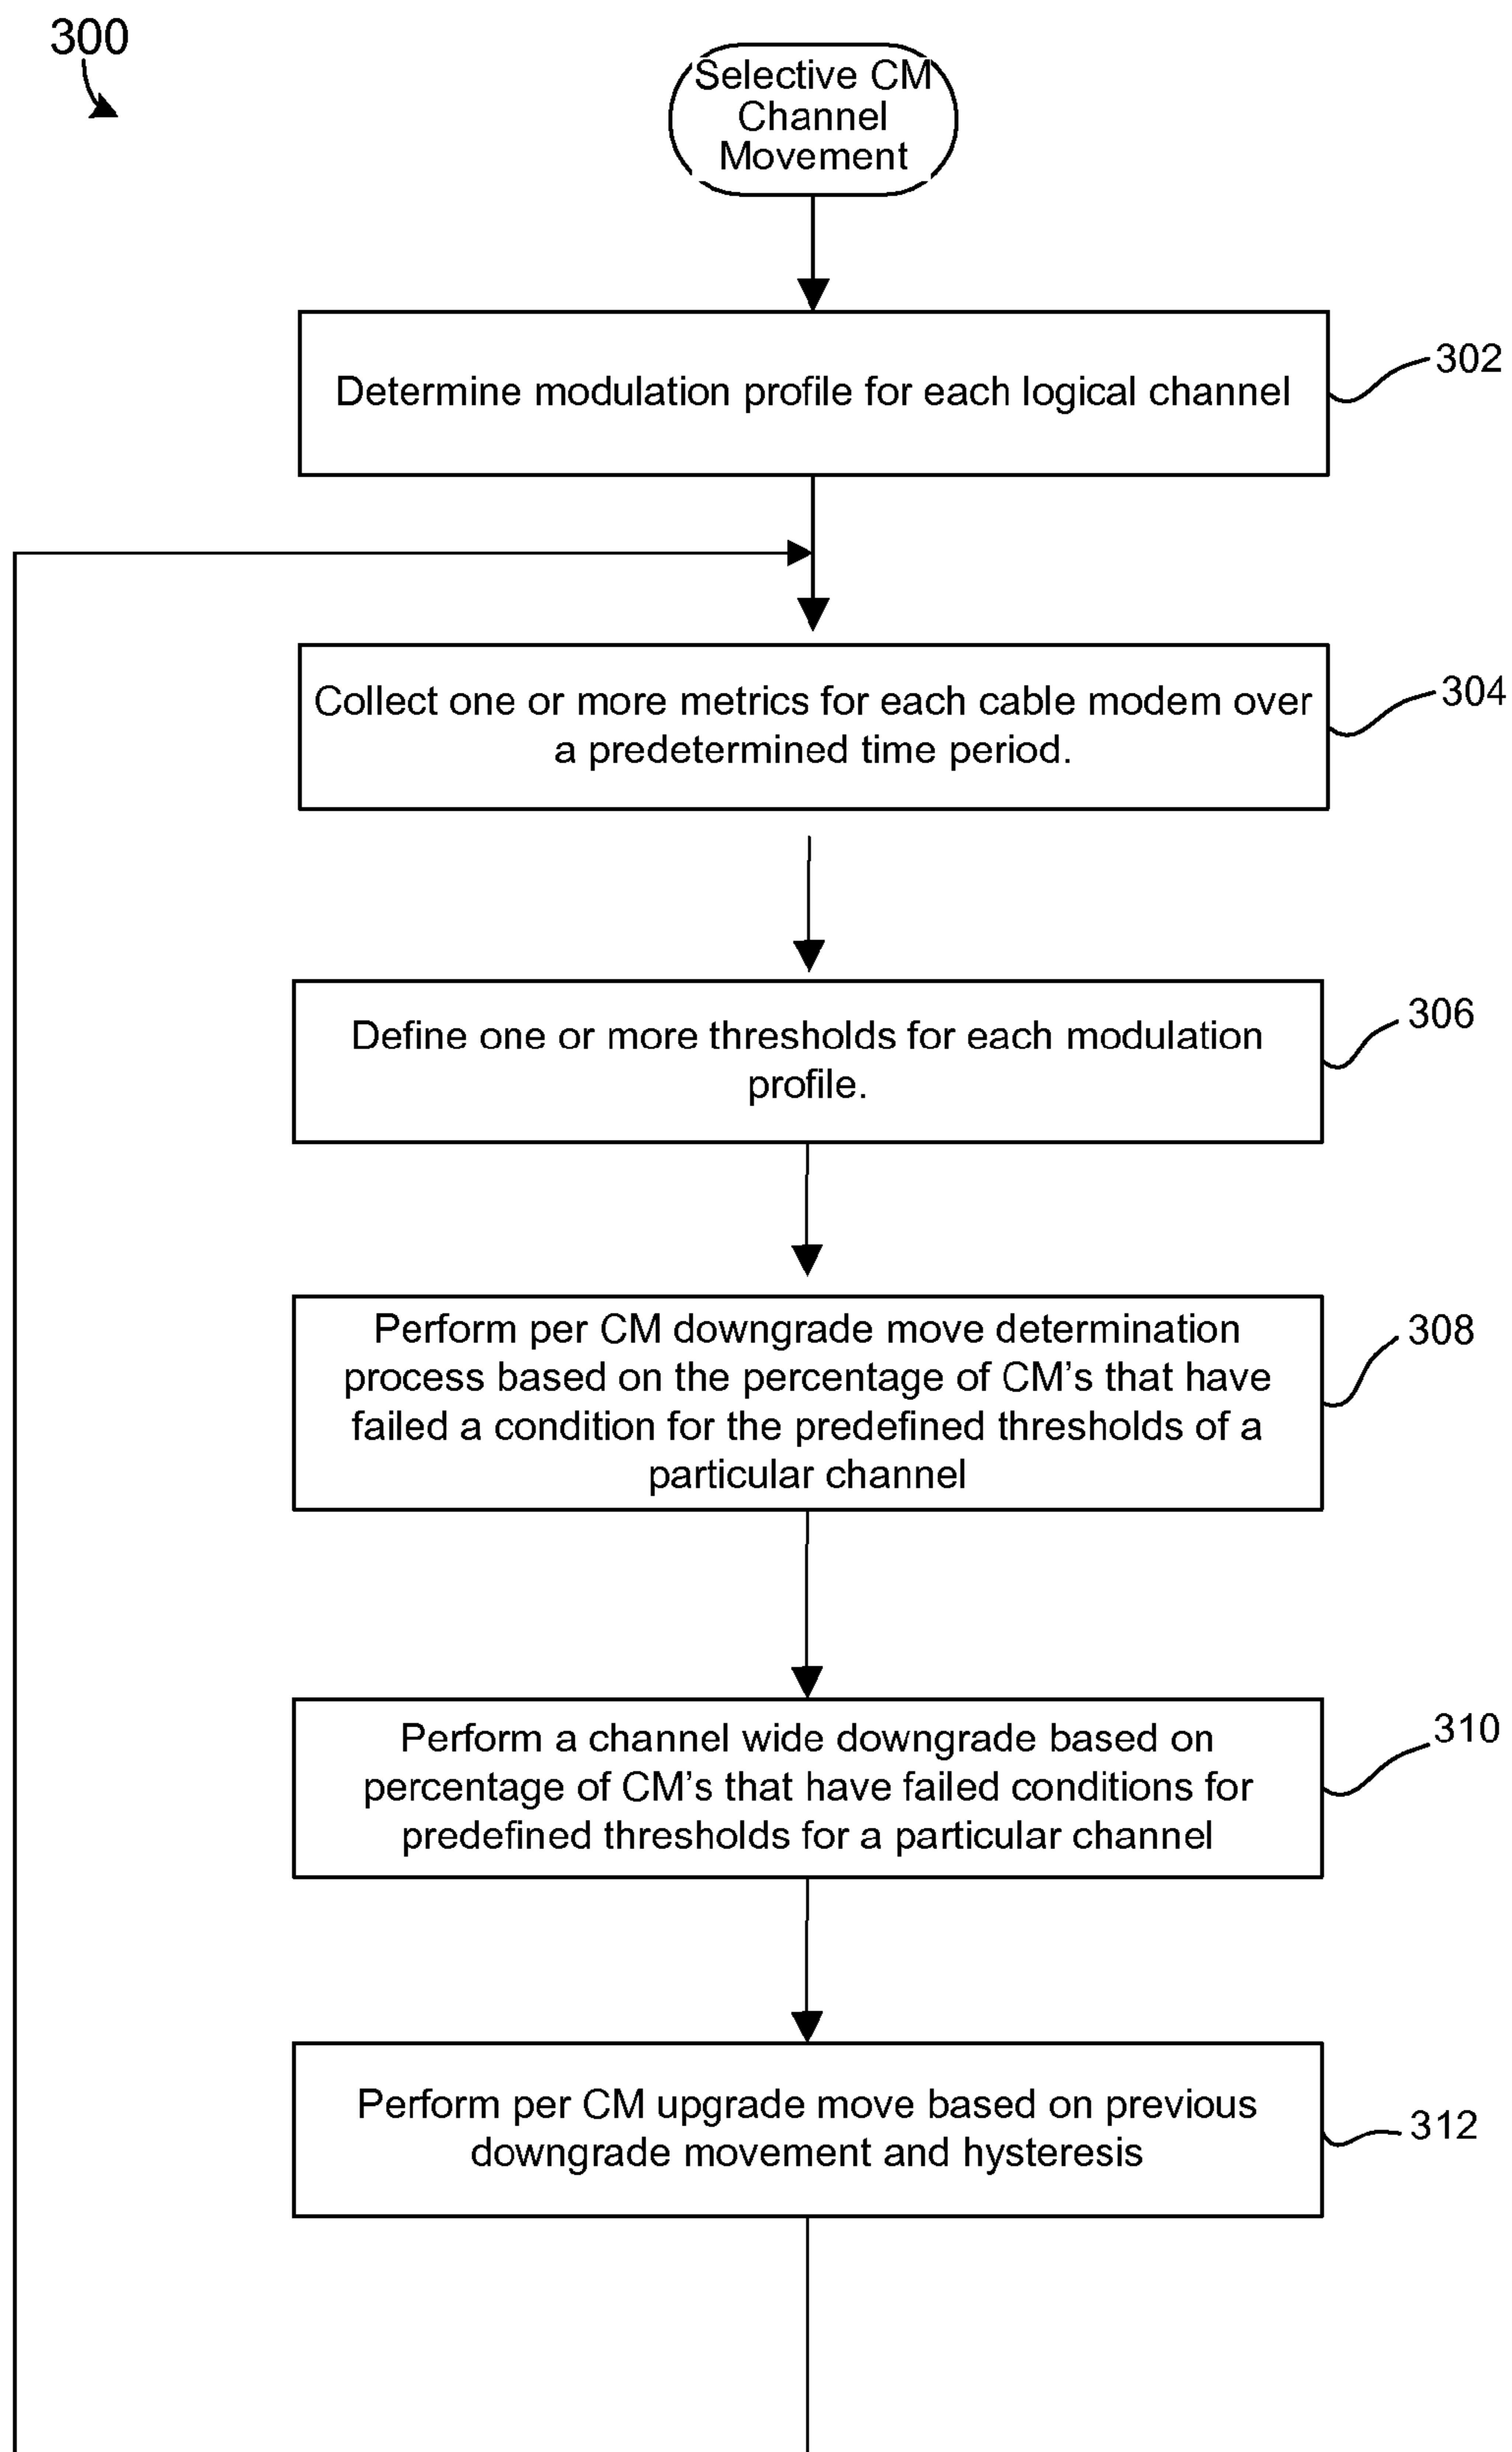 300
Selective CM
Channel
Movement
Determine modulation profile for each logical channel
302
Collect one or more metrics for each cable modem over
a predetermined time period.
304
Define one or more thresholds for each modulation
profile.
306
Perform per CM downgrade move determination
process based on the percentage of CM's that have
failed a condition for the predefined thresholds of a
particular channel
308
Perform a channel wide downgrade based on
percentage of CM's that have failed conditions for
predefined thresholds for a particular channel
310
Perform per CM upgrade move based on previous
downgrade movement and hysteresis
312